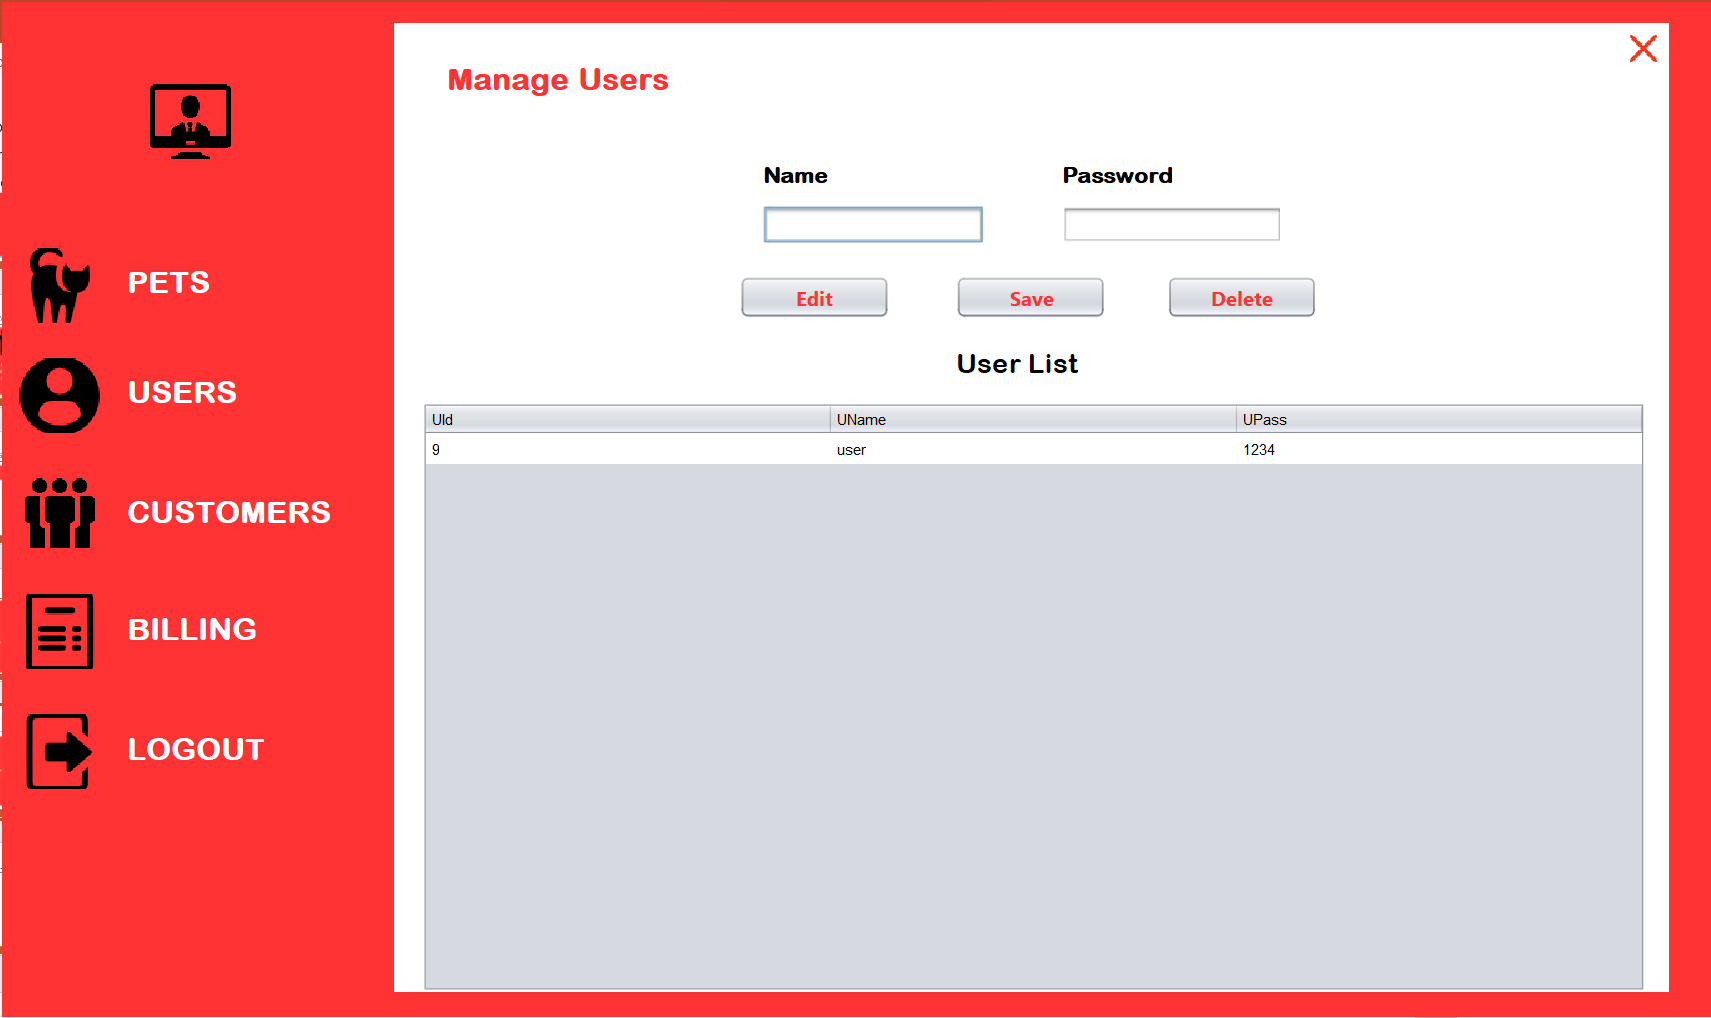 Manage Users
Name Password
PETS
Edit Save Delete
User List
USERS
UId UName UPass
9 user 1234
CUSTOMERS
BILLING
LOGOUT